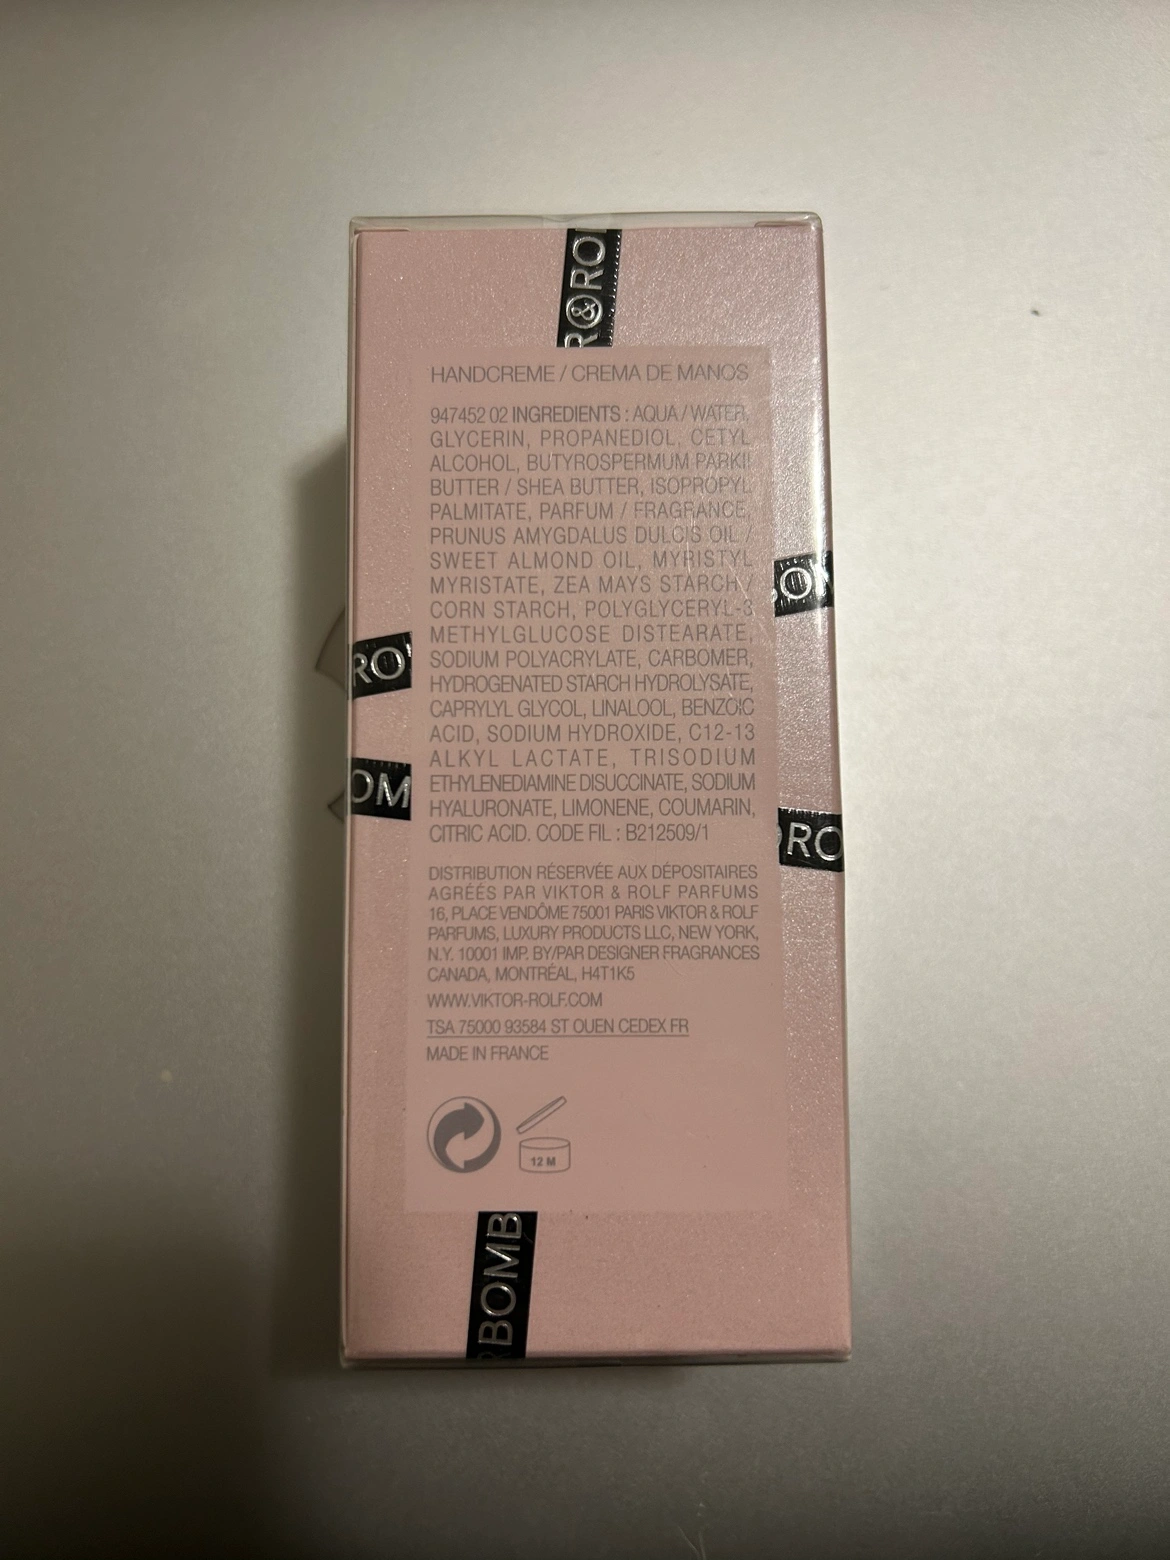 R&RO
HANDCREME / CREMA DE MANOS
947452 02 INGREDIENTS : AQUA / WATER,
GLYCERIN, PROPANEDIOL, CETYL
ALCOHOL, BUTYROSPERMUM PARKII
BUTTER / SHEA BUTTER, ISOPROPYL
PALMITATE, PARFUM / FRAGRANCE,
PRUNUS AMYGDALUS DULCIS OIL /
SWEET ALMOND OIL, MYRISTYL
MYRISTATE, ZEA MAYS STARCH /
CORN STARCH, POLYGLYCERYL-3
METHYLGLUCOSE DISTEARATE,
SODIUM POLYACRYLATE, CARBOMER,
HYDROGENATED STARCH HYDROLYSATE,
CAPRYLYL GLYCOL, LINALOOL, BENZOIC
ACID, SODIUM HYDROXIDE, C12-13
ALKYL LACTATE, TRISODIUM
ETHYLENEDIAMINE DISUCCINATE, SODIUM
HYALURONATE, LIMONENE, COUMARIN,
CITRIC ACID. CODE FIL : B212509/1
DISTRIBUTION RÉSERVÉE AUX DÉPOSITAIRES
AGRÉÉS PAR VIKTOR & ROLF PARFUMS
16, PLACE VENDÔME 75001 PARIS VIKTOR & ROLF
PARFUMS, LUXURY PRODUCTS LLC, NEW YORK,
N.Y. 10001 IMP. BY/PAR DESIGNER FRAGRANCES
CANADA, MONTRÉAL, H4T1K5
WWW.VIKTOR-ROLF.COM
TSA 75000 93584 ST OUEN CEDEX FR
MADE IN FRANCE
12 M
RO
OM
RO
BOMB